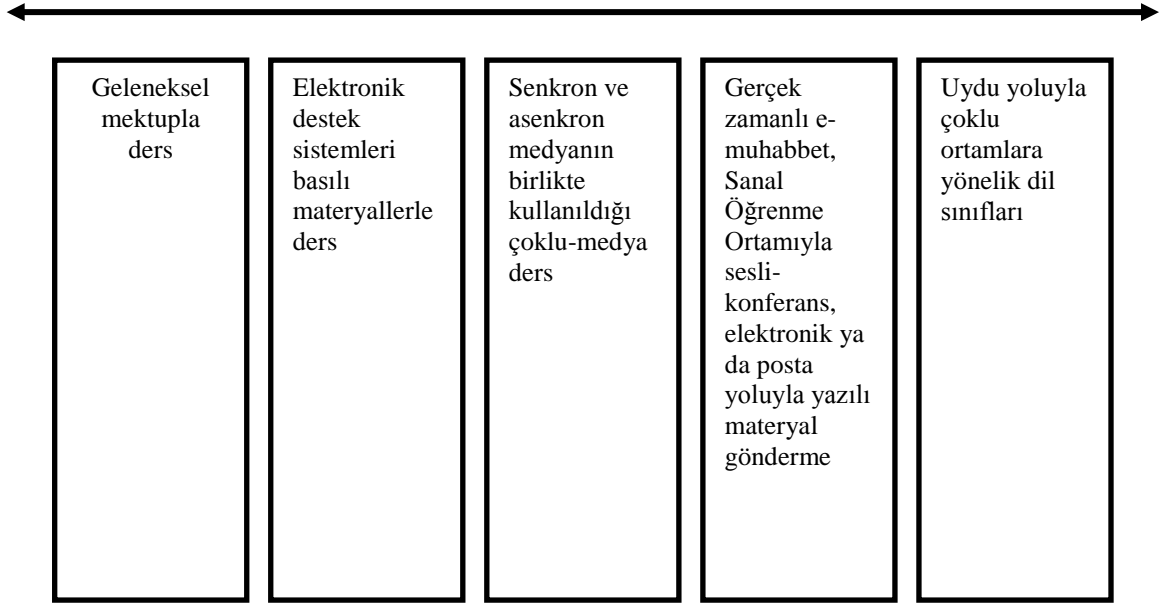 Geleneksel
mektupla
ders
Elektronik
destek
sistemleri
basılı
materyallerle
ders
Senkron ve
asenkron
medyanın
birlikte
kullanıldığı
çoklu-medya
ders
Gerçek
zamanlı e-
muhabbet,
Sanal
Öğrenme
Ortamıyla
sesli-
konferans,
elektronik ya
da posta
yoluyla yazılı
materyal
gönderme
Uydu yoluyla
çoklu
ortamlara
yönelik dil
sınıfları